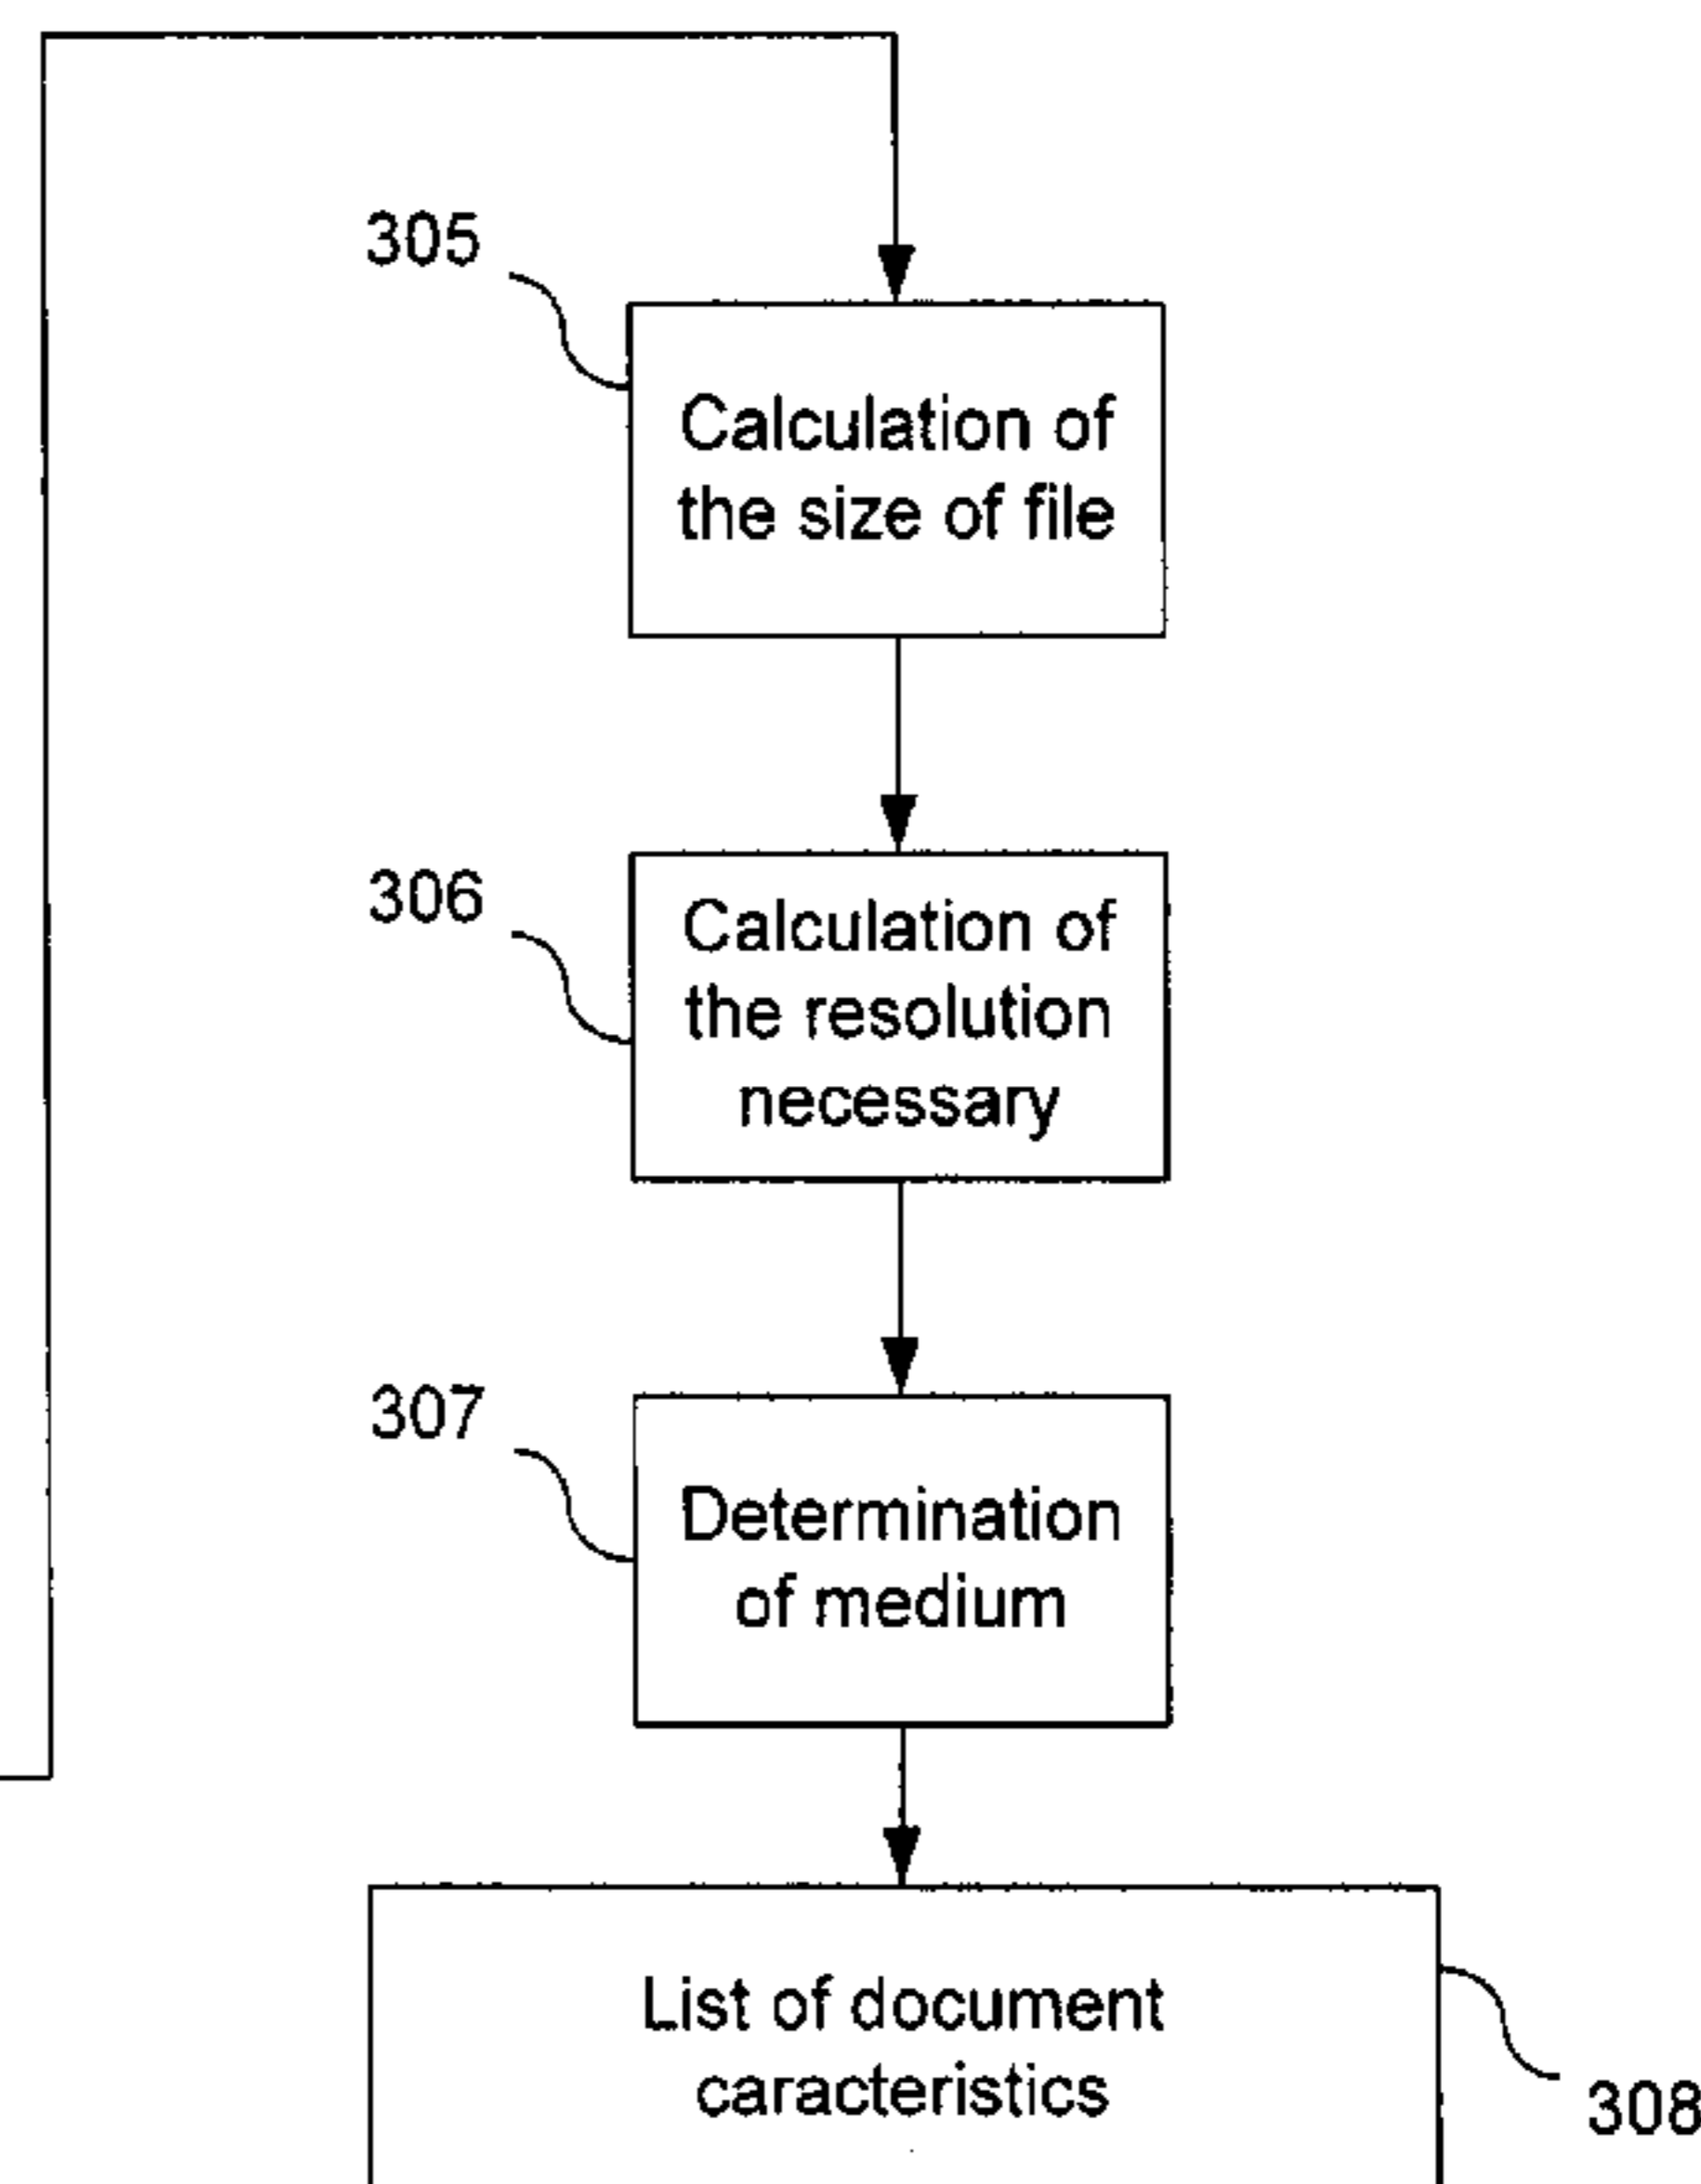 305
Calculation of
the size of file
306
Calculation of
the resolution
necessary
307
Determination
of medium
List of document
caracteristics
308